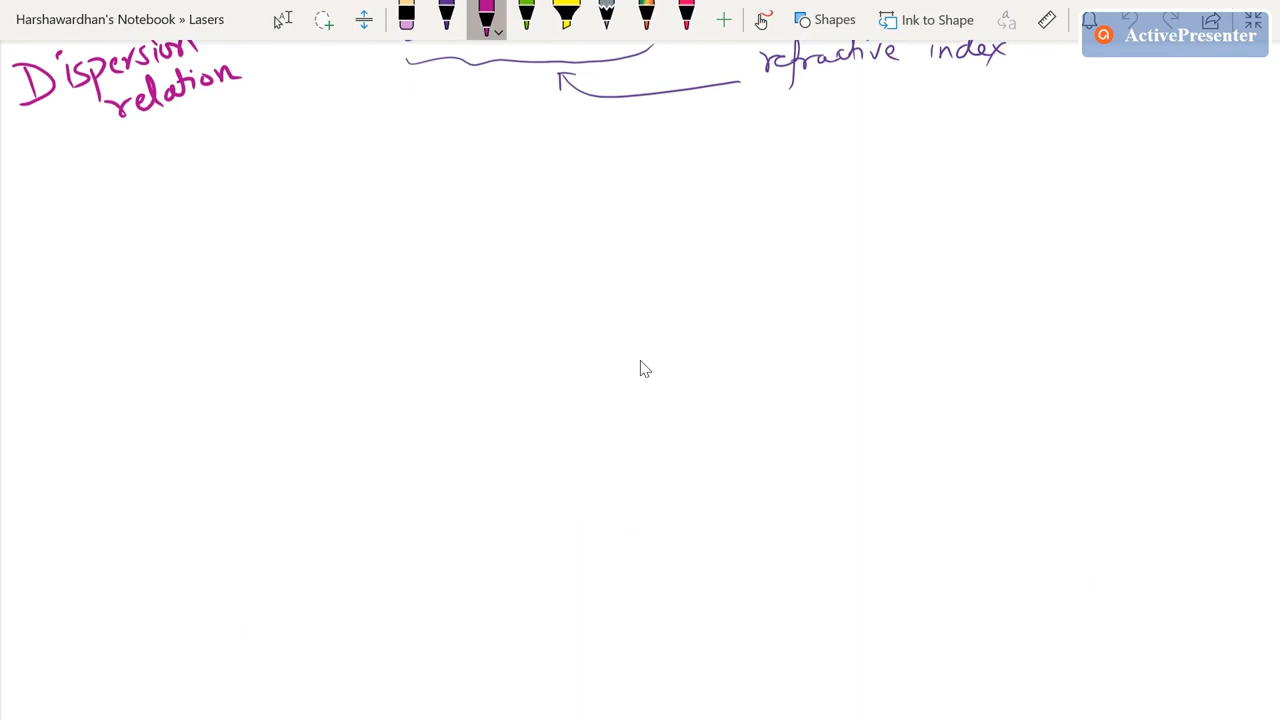 Harshawardhan's Notebook » Lasers
Shapes
Ink to Shape
ActivePresenter
Dispersion
relation
refractive index